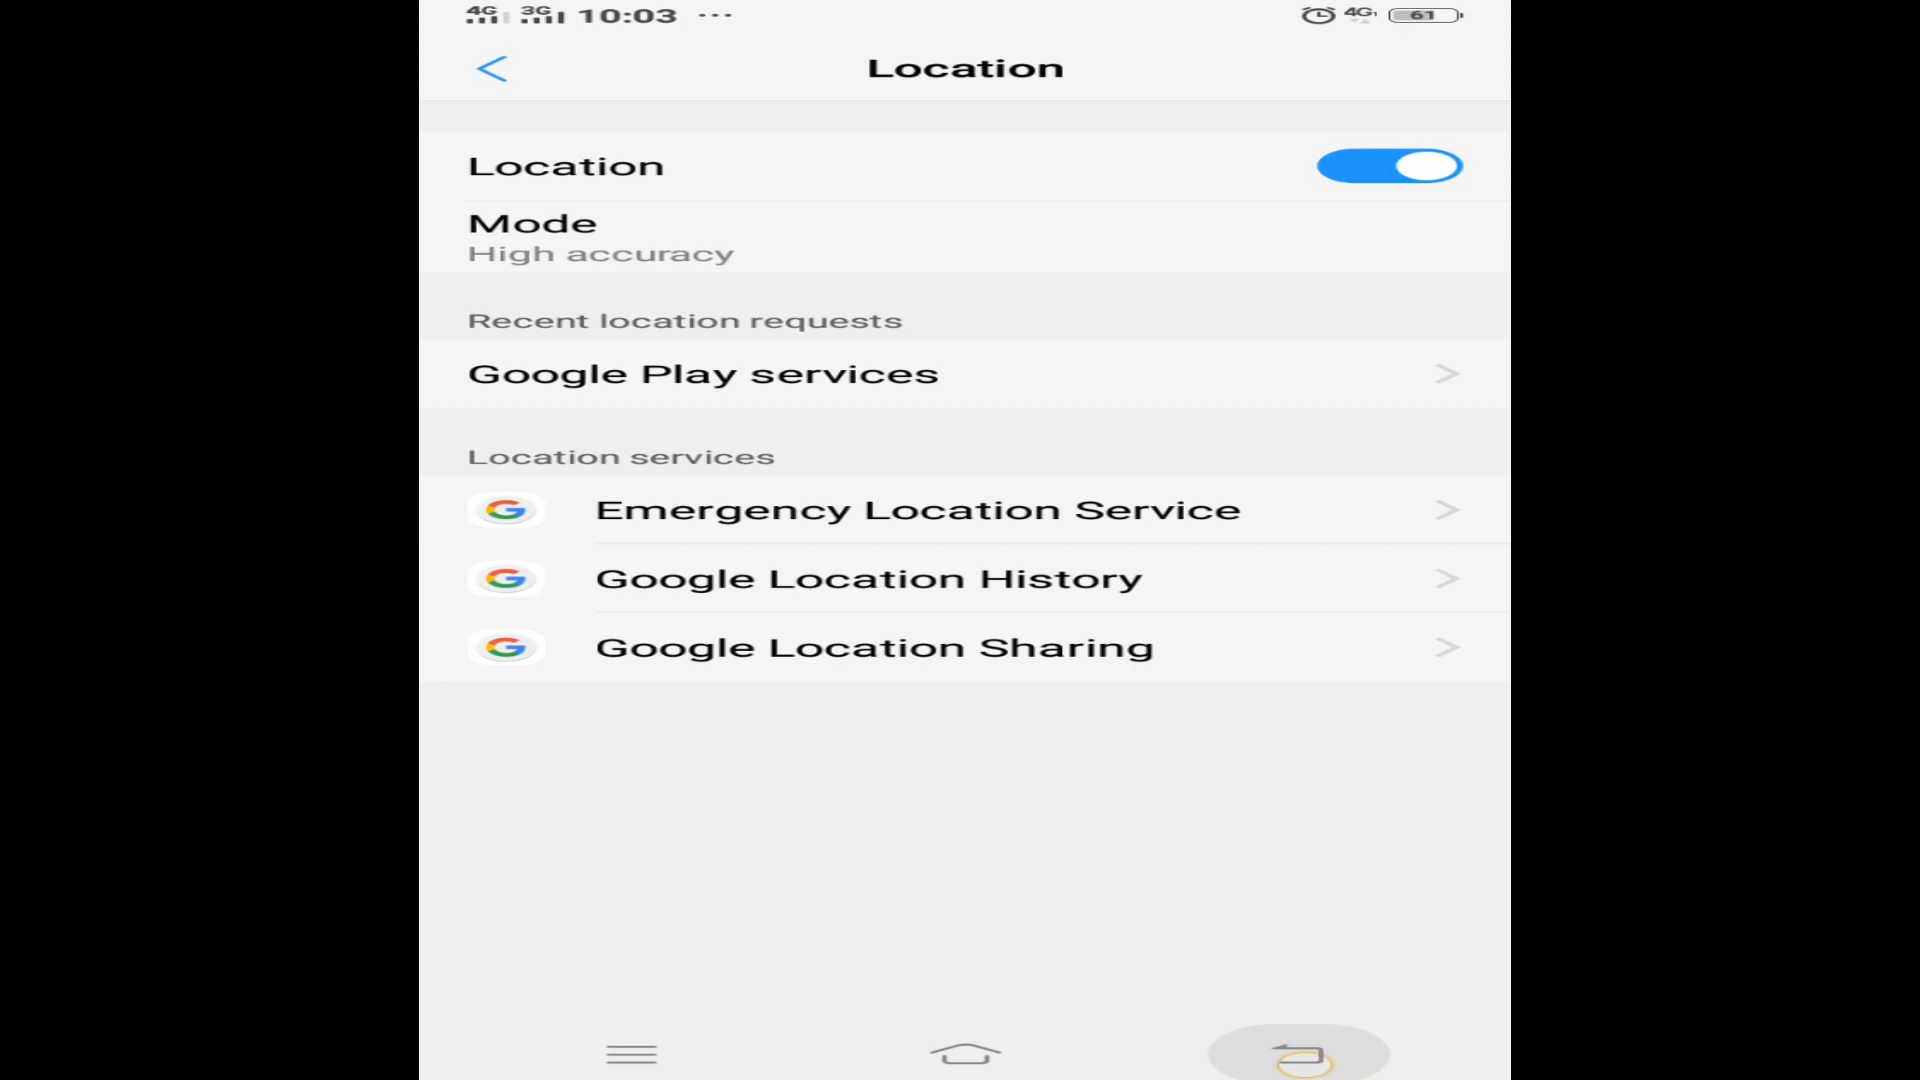 4G 3G 10:03 ... 4G1 61
Location
Location
Mode
High accuracy
Recent location requests
Google Play services
Location services
Emergency Location Service
Google Location History
Google Location Sharing